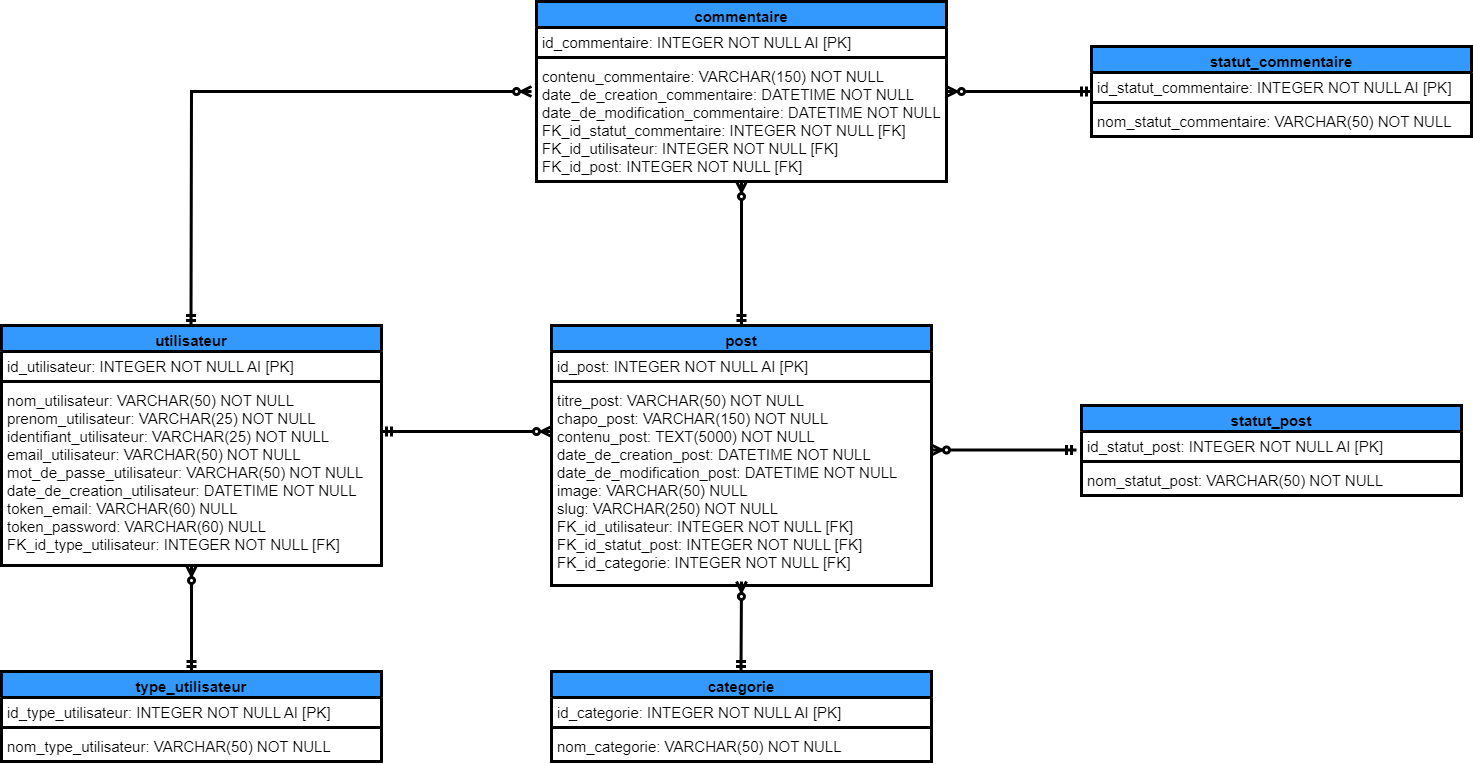 commentaire
id_commentaire: INTEGER NOT NULL AI [PK]
contenu_commentaire: VARCHAR(150) NOT NULL
date_de_creation_commentaire: DATETIME NOT NULL
date_de_modification_commentaire: DATETIME NOT NULL
FK_id_statut_commentaire: INTEGER NOT NULL [FK]
FK_id_utilisateur: INTEGER NOT NULL [FK]
FK_id_post: INTEGER NOT NULL [FK]
statut_commentaire
id_statut_commentaire: INTEGER NOT NULL AI [PK]
nom_statut_commentaire: VARCHAR(50) NOT NULL
utilisateur
id_utilisateur: INTEGER NOT NULL AI [PK]
nom_utilisateur: VARCHAR(50) NOT NULL
prenom_utilisateur: VARCHAR(25) NOT NULL
identifiant_utilisateur: VARCHAR(25) NOT NULL
email_utilisateur: VARCHAR(50) NOT NULL
mot_de_passe_utilisateur: VARCHAR(50) NOT NULL
date_de_creation_utilisateur: DATETIME NOT NULL
token_email: VARCHAR(60) NULL
token_password: VARCHAR(60) NULL
FK_id_type_utilisateur: INTEGER NOT NULL [FK]
post
id_post: INTEGER NOT NULL AI [PK]
titre_post: VARCHAR(50) NOT NULL
chapo_post: VARCHAR(150) NOT NULL
contenu_post: TEXT(5000) NOT NULL
date_de_creation_post: DATETIME NOT NULL
date_de_modification_post: DATETIME NOT NULL
image: VARCHAR(50) NULL
slug: VARCHAR(250) NOT NULL
FK_id_utilisateur: INTEGER NOT NULL [FK]
FK_id_statut_post: INTEGER NOT NULL [FK]
FK_id_categorie: INTEGER NOT NULL [FK]
statut_post
id_statut_post: INTEGER NOT NULL AI [PK]
nom_statut_post: VARCHAR(50) NOT NULL
type_utilisateur
id_type_utilisateur: INTEGER NOT NULL AI [PK]
nom_type_utilisateur: VARCHAR(50) NOT NULL
categorie
id_categorie: INTEGER NOT NULL AI [PK]
nom_categorie: VARCHAR(50) NOT NULL